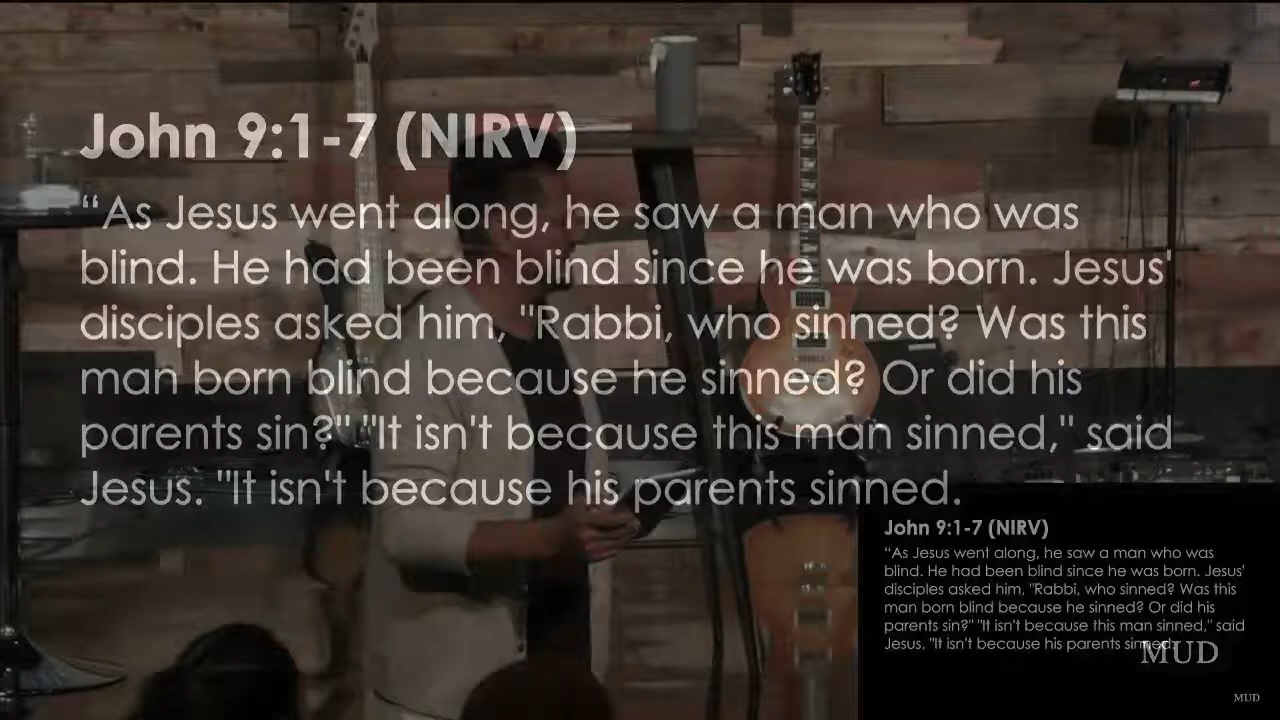 John 9:1-7 (NIRV)
“As Jesus went along, he saw a man who was
blind. He had been blind since he was born. Jesus'
disciples asked him, "Rabbi, who sinned? Was this
man born blind because he sinned? Or did his
parents sin?" "It isn't because this man sinned," said
Jesus. "It isn't because his parents sinned.
John 9:1-7 (NIRV)
“As Jesus went along, he saw a man who was
blind. He had been blind since he was born. Jesus'
disciples asked him, "Rabbi, who sinned? Was this
man born blind because he sinned? Or did his
parents sin?" "It isn't because this man sinned," said
Jesus. "It isn't because his parents sinned.
MUD
MUD